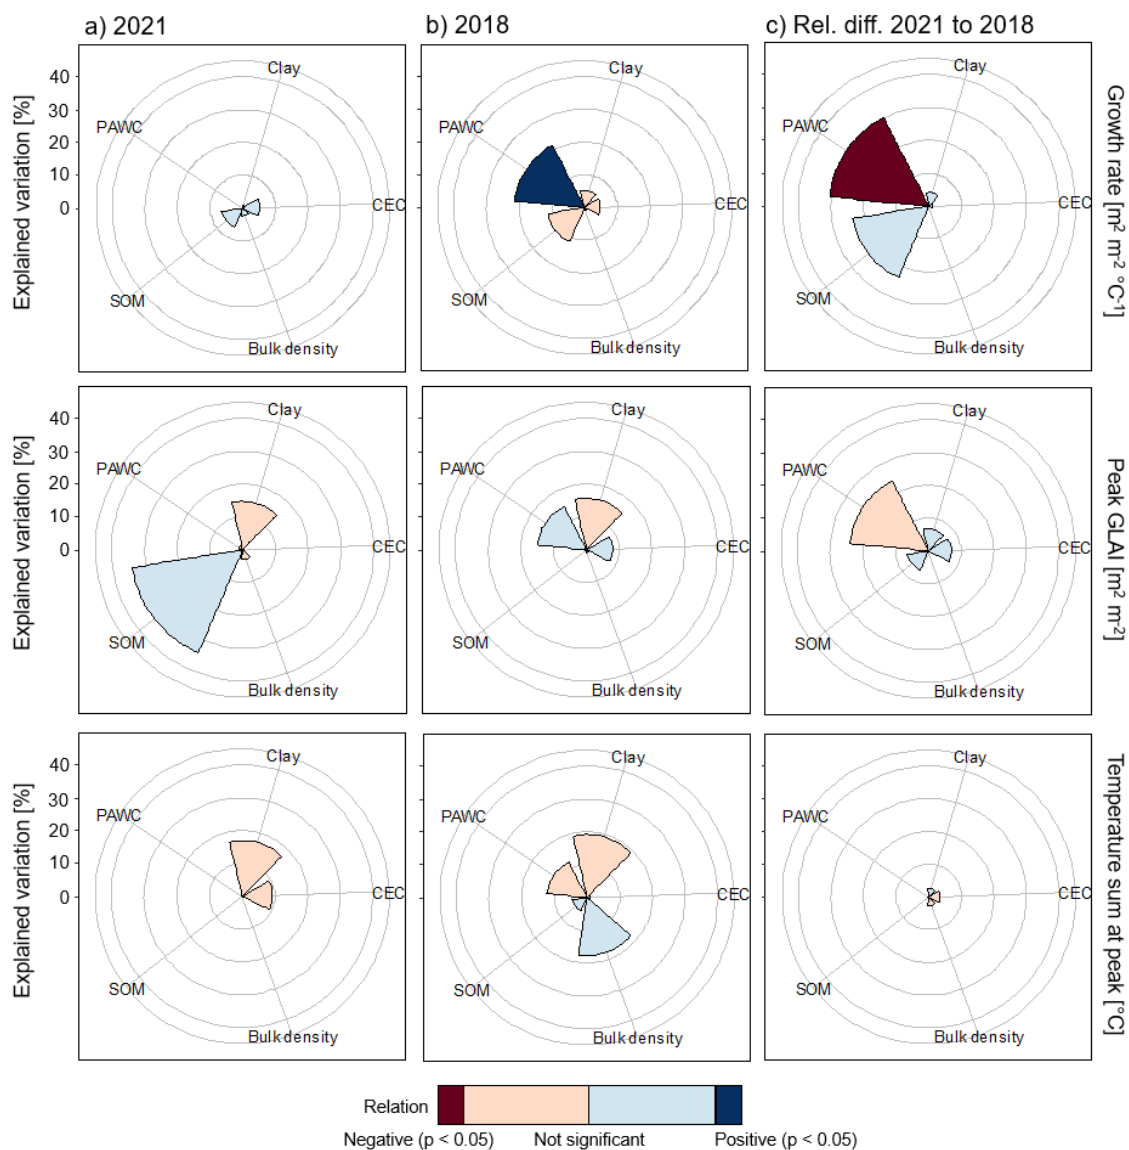 a) 2021
b) 2018
c) Rel. diff. 2021 to 2018
Explained variation [%]
40
30
20
10
0
Clay
PAWC
CEC
SOM
Bulk density
Clay
PAWC
CEC
SOM
Bulk density
Clay
PAWC
CEC
SOM
Bulk density
Growth rate [m² m⁻² °C⁻¹]
Explained variation [%]
40
30
20
10
0
Clay
PAWC
CEC
SOM
Bulk density
Clay
PAWC
CEC
SOM
Bulk density
Clay
PAWC
CEC
SOM
Bulk density
Peak GLAI [m² m⁻²]
Explained variation [%]
40
30
20
10
0
Clay
PAWC
CEC
SOM
Bulk density
Clay
PAWC
CEC
SOM
Bulk density
Clay
PAWC
CEC
SOM
Bulk density
Temperature sum at peak [°C]
Relation
Negative (p < 0.05)
Not significant
Positive (p < 0.05)